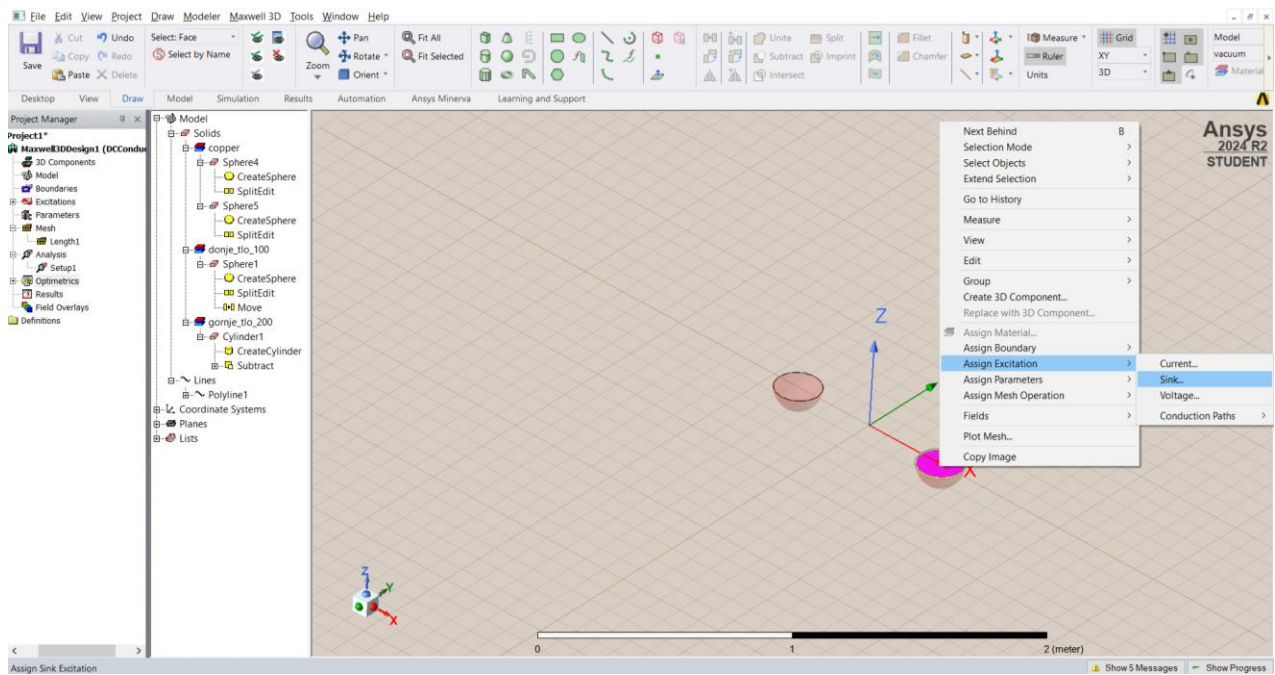 File Edit View Project Draw Modeler Maxwell 3D Tools Window Help
Save
Cut
Undo
Copy
Redo
Paste
Delete
Select: Face
Select by Name
Zoom
Pan
Rotate
Orient
Fit All
Fit Selected
Unite
Split
Subtract
Imprint
Intersect
Fillet
Chamfer
Measure
Ruler
Units
Grid
XY
3D
Model
vacuum
Material
Desktop View Draw Model Simulation Results Automation Ansys Minerva Learning and Support
Project Manager
Project1*
Maxwell3DDesign1 (DCCondu
3D Components
Model
Boundaries
Excitations
Parameters
Mesh
Length1
Analysis
Setup1
Optimetrics
Results
Field Overlays
Definitions
Model
Solids
copper
Sphere4
CreateSphere
SplitEdit
Sphere5
CreateSphere
SplitEdit
donje_tlo_100
Sphere1
CreateSphere
SplitEdit
Move
gornje_tlo_200
Cylinder1
CreateCylinder
Subtract
Lines
Polyline1
Coordinate Systems
Planes
Lists
Ansys
2024 R2
STUDENT
Next Behind B
Selection Mode
Select Objects
Extend Selection
Go to History
Measure
View
Edit
Group
Create 3D Component...
Replace with 3D Component...
Assign Material...
Assign Boundary
Assign Excitation
Assign Parameters
Assign Mesh Operation
Fields
Plot Mesh...
Copy Image
Current...
Sink...
Voltage...
Conduction Paths
Z
X
Z
Y
X
0 1 2 (meter)
Assign Sink Excitation
Show 5 Messages
Show Progress